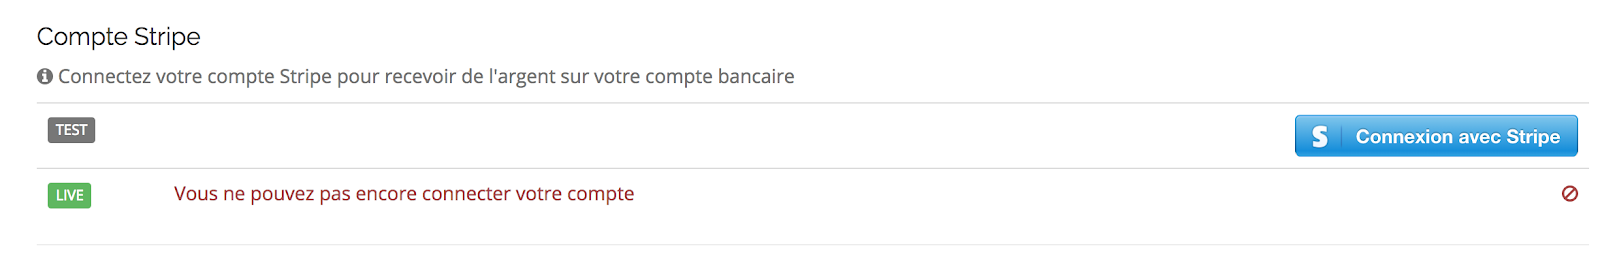 Compte Stripe
Connectez votre compte Stripe pour recevoir de l'argent sur votre compte bancaire
TEST
S Connexion avec Stripe
LIVE Vous ne pouvez pas encore connecter votre compte